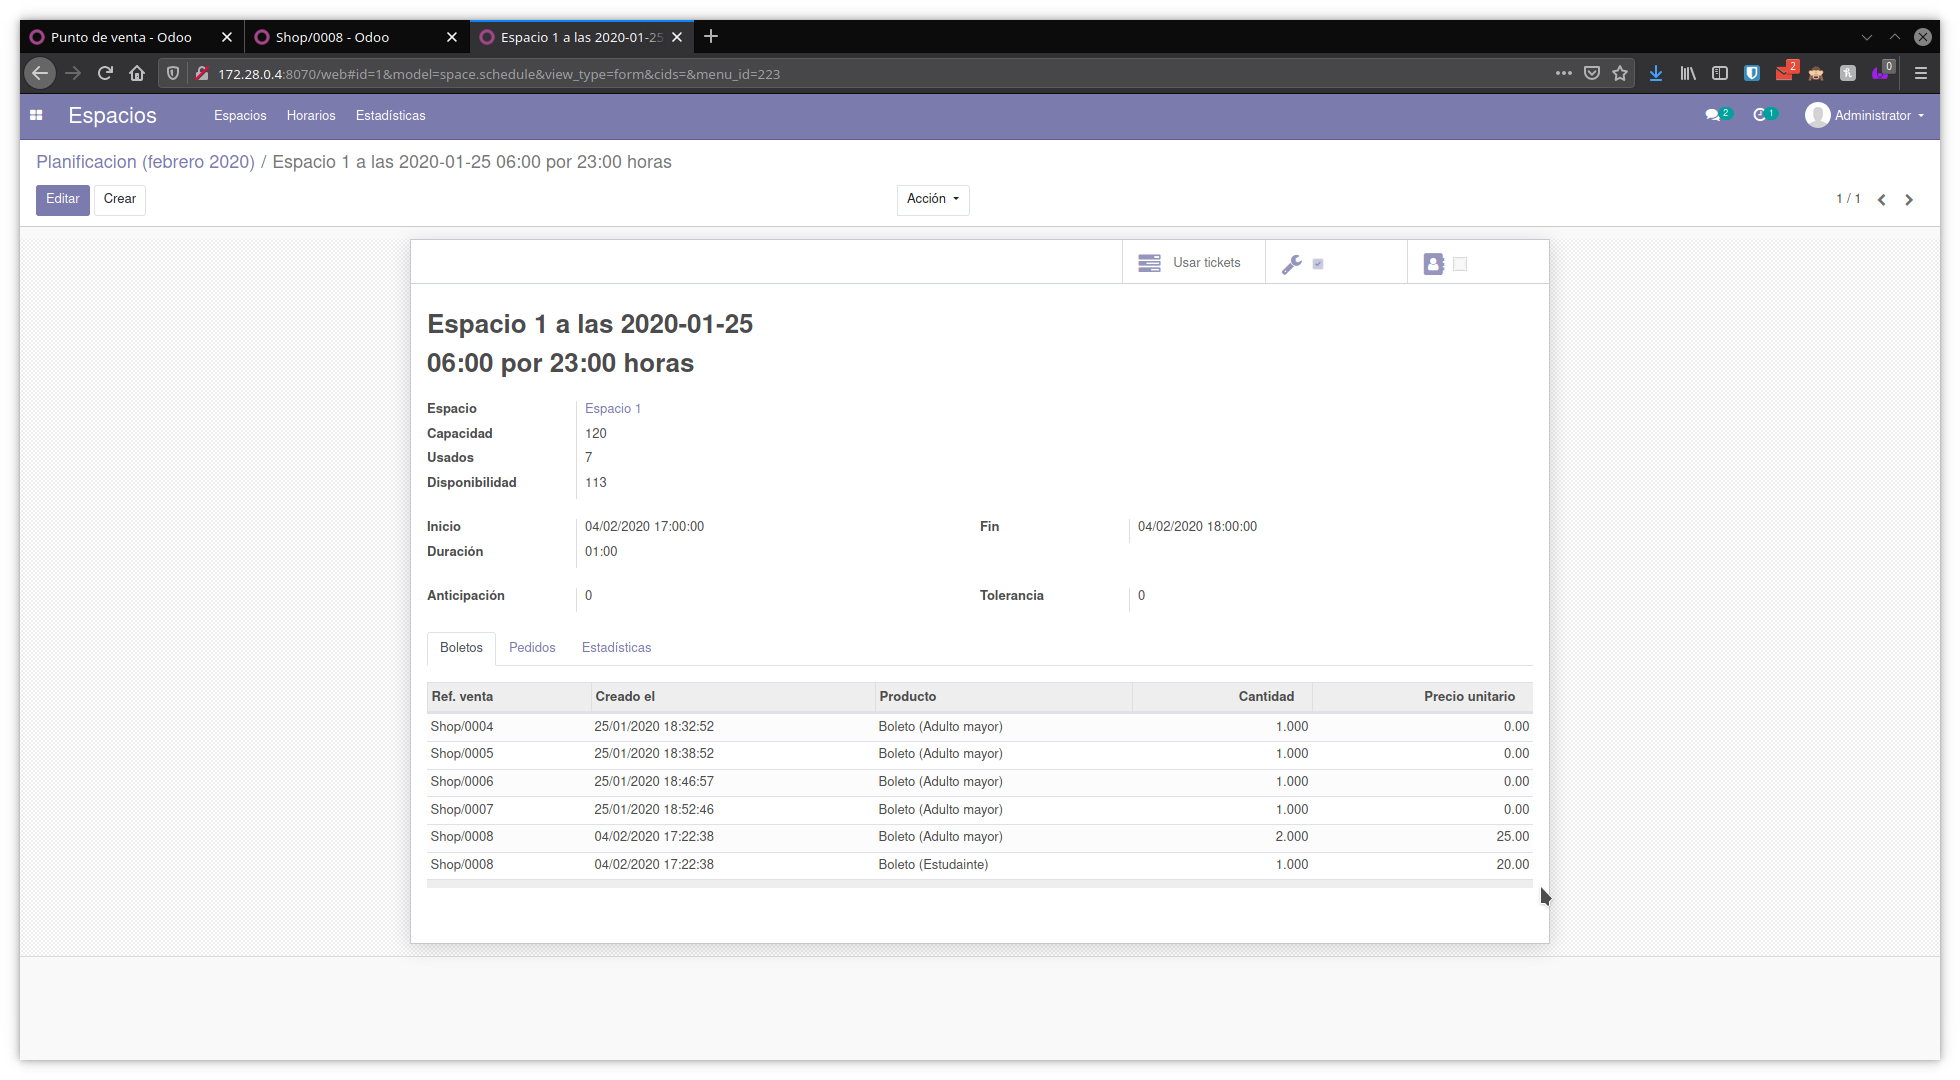 Punto de venta - Odoo
Shop/0008 - Odoo
Espacio 1 a las 2020-01-25
172.28.0.4:8070/web#id=1&model=space.schedule&view_type=form&cids=&menu_id=223
2
0
Espacios
Espacios
Horarios
Estadísticas
2
1
Administrator
Planificacion (febrero 2020) / Espacio 1 a las 2020-01-25 06:00 por 23:00 horas
Editar
Crear
Acción
1 / 1
Usar tickets
Espacio 1 a las 2020-01-25
06:00 por 23:00 horas
Espacio Espacio 1
Capacidad 120
Usados 7
Disponibilidad 113
Inicio 04/02/2020 17:00:00 Fin 04/02/2020 18:00:00
Duración 01:00
Anticipación 0 Tolerancia 0
Boletos Pedidos Estadísticas
Ref. venta Creado el Producto Cantidad Precio unitario
Shop/0004 25/01/2020 18:32:52 Boleto (Adulto mayor) 1.000 0.00
Shop/0005 25/01/2020 18:38:52 Boleto (Adulto mayor) 1.000 0.00
Shop/0006 25/01/2020 18:46:57 Boleto (Adulto mayor) 1.000 0.00
Shop/0007 25/01/2020 18:52:46 Boleto (Adulto mayor) 1.000 0.00
Shop/0008 04/02/2020 17:22:38 Boleto (Adulto mayor) 2.000 25.00
Shop/0008 04/02/2020 17:22:38 Boleto (Estudainte) 1.000 20.00